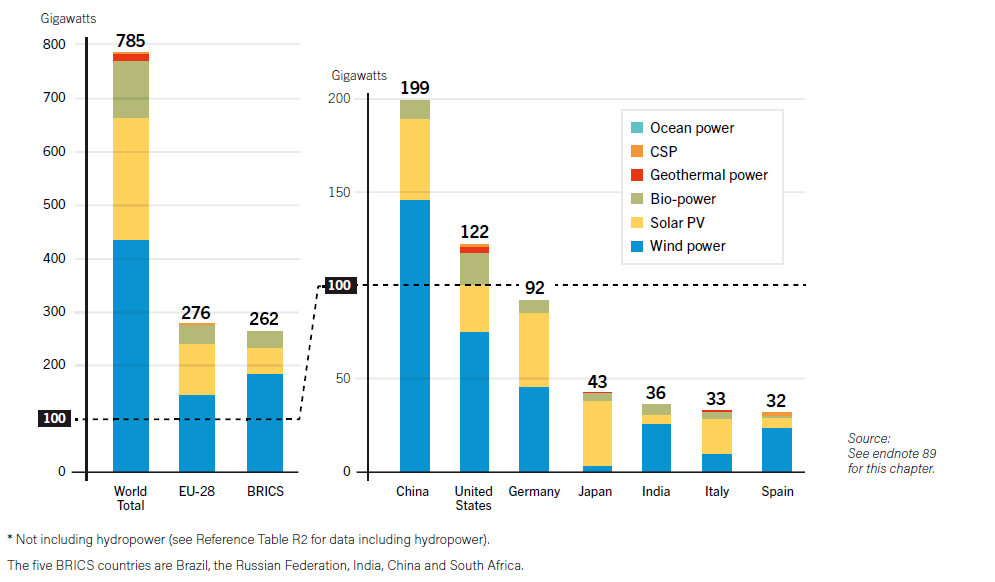 Gigawatts
800
700
600
500
400
300
200
100
0
785
276
262
World
Total
EU-28
BRICS
Gigawatts
200
150
100
50
0
199
122
92
43
36
33
32
China
United
States
Germany
Japan
India
Italy
Spain
Ocean power
CSP
Geothermal power
Bio-power
Solar PV
Wind power
Source:
See endnote 89
for this chapter.
* Not including hydropower (see Reference Table R2 for data including hydropower).
The five BRICS countries are Brazil, the Russian Federation, India, China and South Africa.